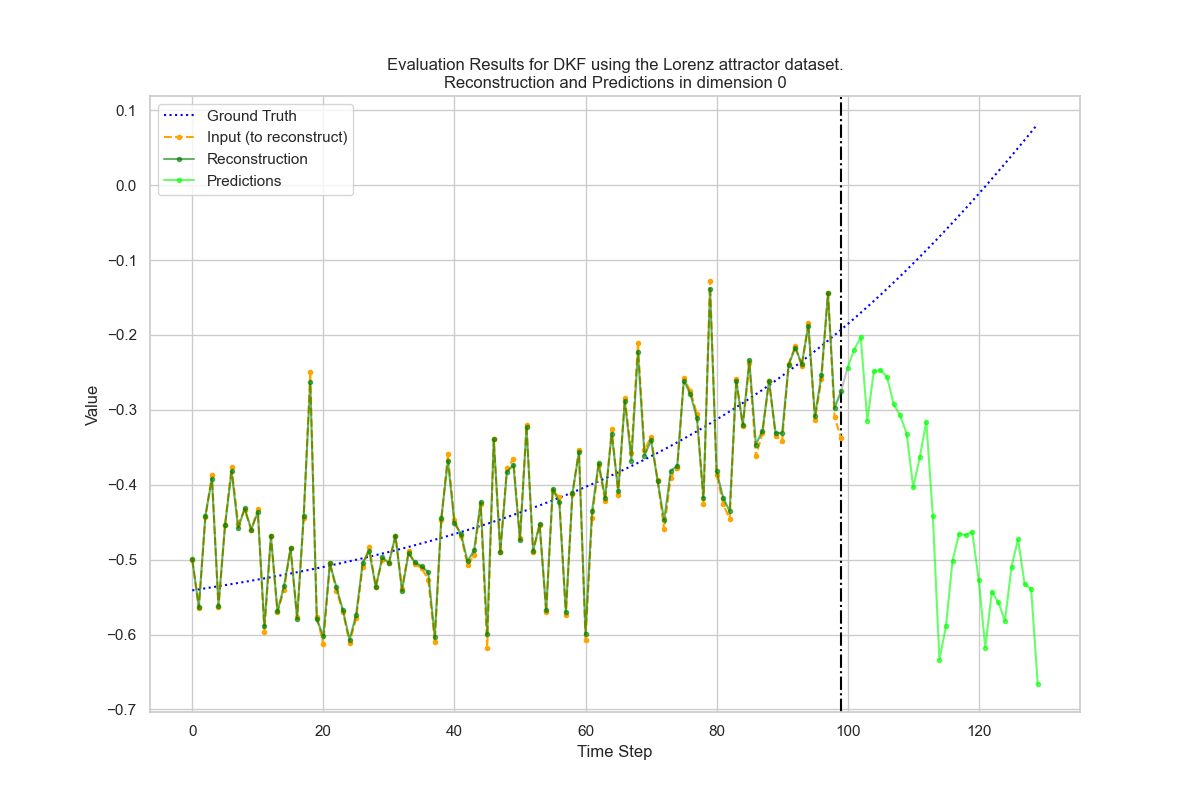 Evaluation Results for DKF using the Lorenz attractor dataset.
Reconstruction and Predictions in dimension 0
Ground Truth
Input (to reconstruct)
Reconstruction
Predictions
Value
0.1
0.0
−0.1
−0.2
−0.3
−0.4
−0.5
−0.6
−0.7
0 20 40 60 80 100 120
Time Step